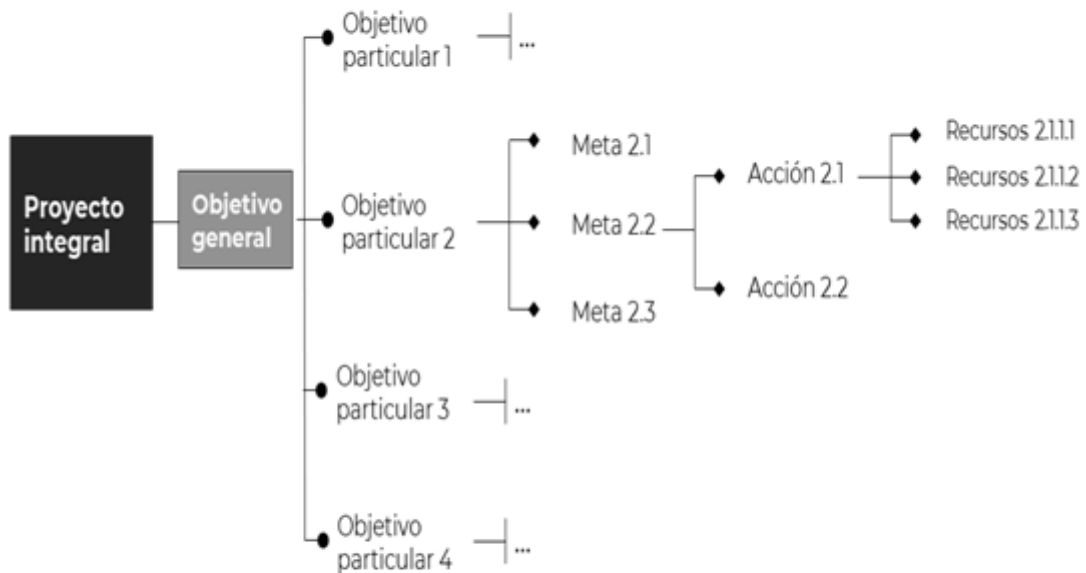 Proyecto
integral
Objetivo
general
Objetivo
particular 1
...
Objetivo
particular 2
Meta 2.1
Meta 2.2
Meta 2.3
Acción 2.1
Acción 2.2
Recursos 2.1.1.1
Recursos 2.1.1.2
Recursos 2.1.1.3
Objetivo
particular 3
...
Objetivo
particular 4
...